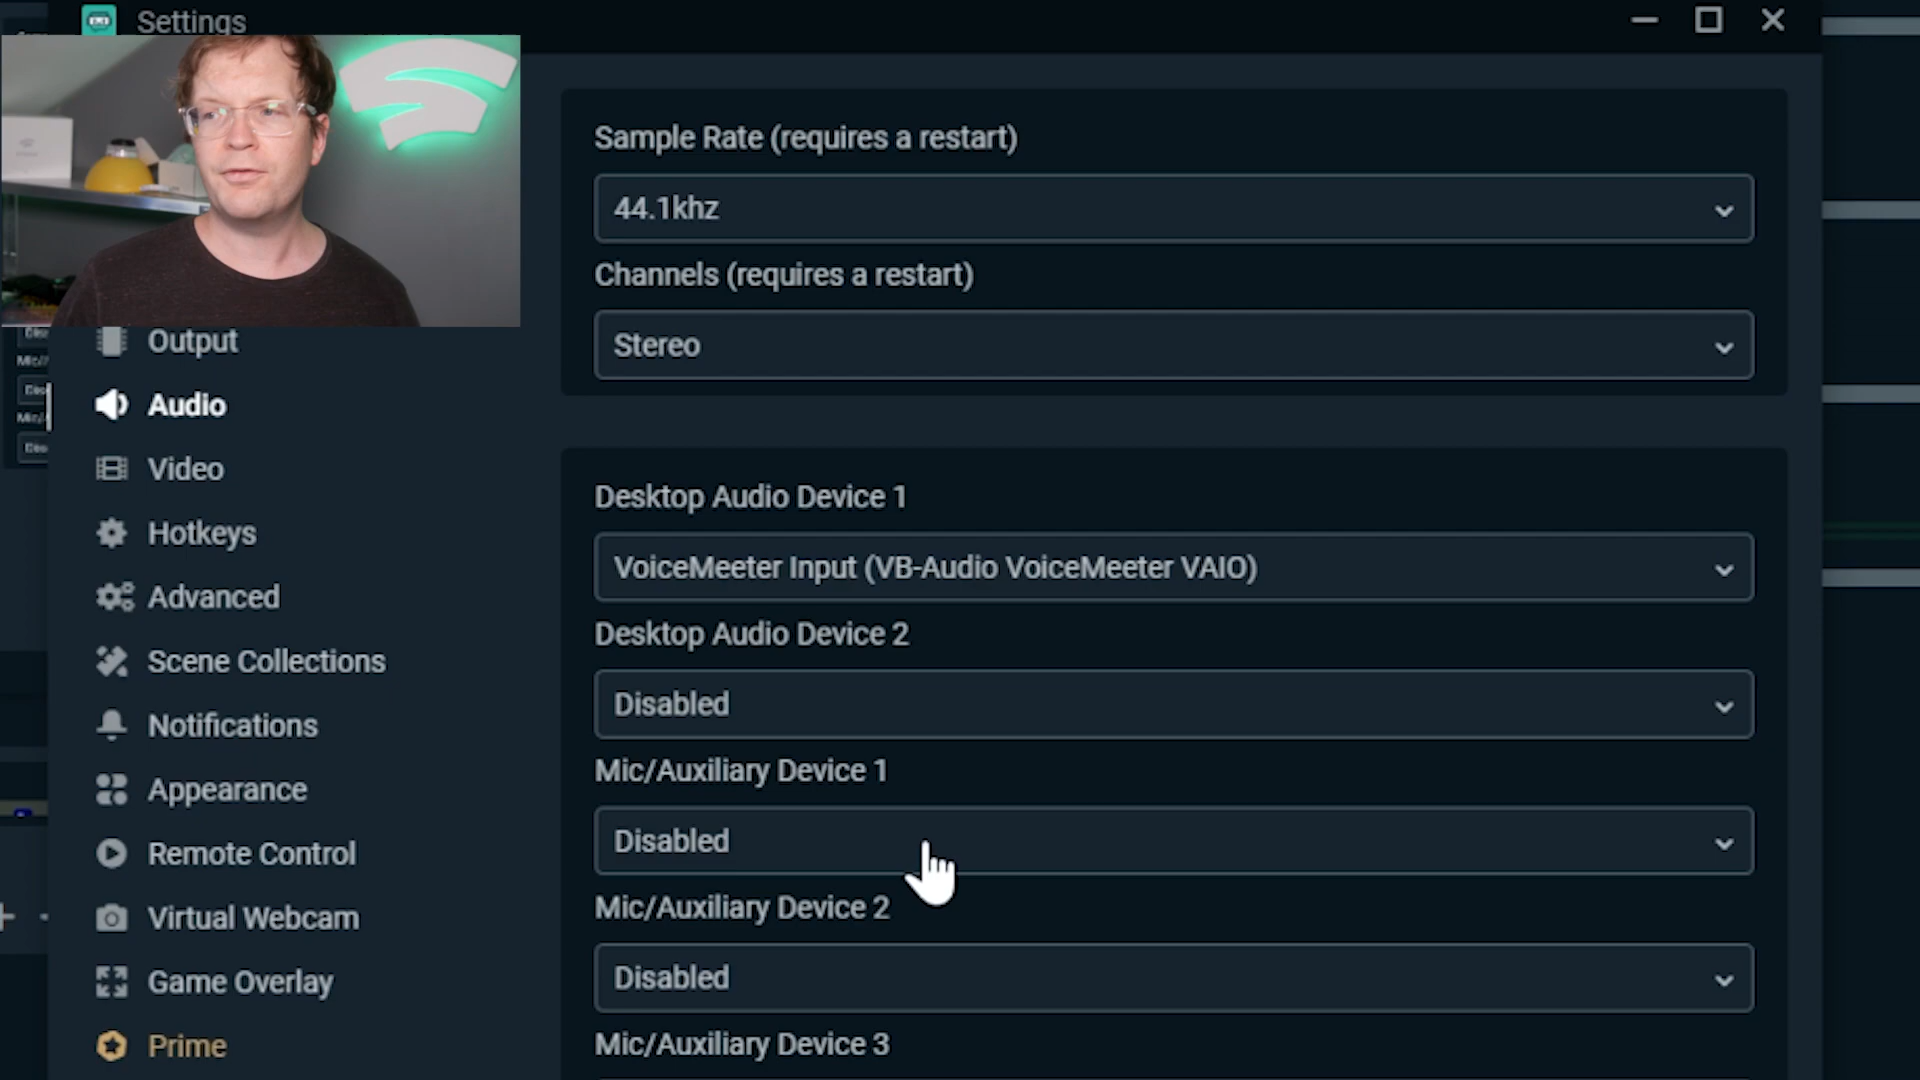 Settings
Sample Rate (requires a restart)
44.1khz
Channels (requires a restart)
Stereo
Output
Audio
Video
Hotkeys
Advanced
Scene Collections
Notifications
Appearance
Remote Control
Virtual Webcam
Game Overlay
Prime
Desktop Audio Device 1
VoiceMeeter Input (VB-Audio VoiceMeeter VAIO)
Desktop Audio Device 2
Disabled
Mic/Auxiliary Device 1
Disabled
Mic/Auxiliary Device 2
Disabled
Mic/Auxiliary Device 3